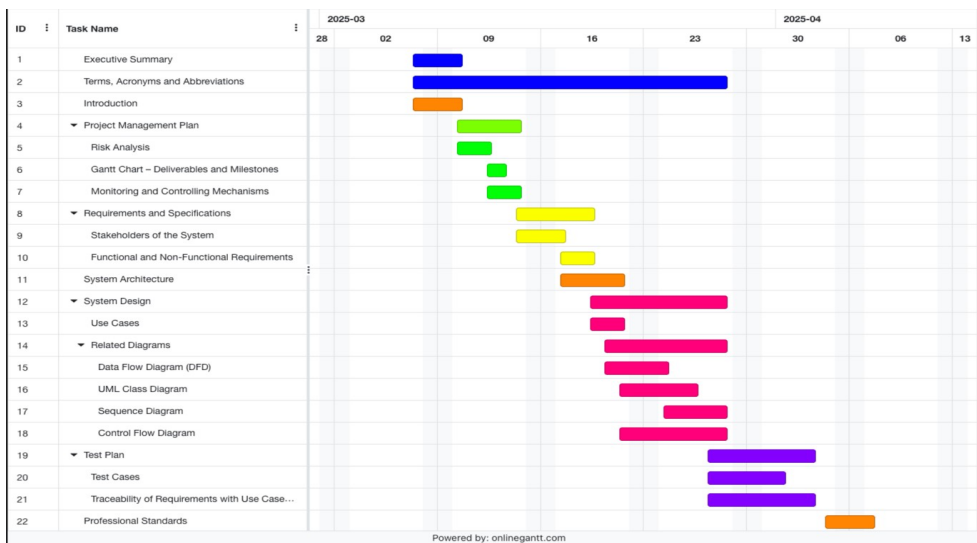 2025-03 2025-04
ID Task Name
28 02 09 16 23 30 06 13
1 Executive Summary
2 Terms, Acronyms and Abbreviations
3 Introduction
4 Project Management Plan
5 Risk Analysis
6 Gantt Chart – Deliverables and Milestones
7 Monitoring and Controlling Mechanisms
8 Requirements and Specifications
9 Stakeholders of the System
10 Functional and Non-Functional Requirements
11 System Architecture
12 System Design
13 Use Cases
14 Related Diagrams
15 Data Flow Diagram (DFD)
16 UML Class Diagram
17 Sequence Diagram
18 Control Flow Diagram
19 Test Plan
20 Test Cases
21 Traceability of Requirements with Use Case...
22 Professional Standards
Powered by: onlinegantt.com